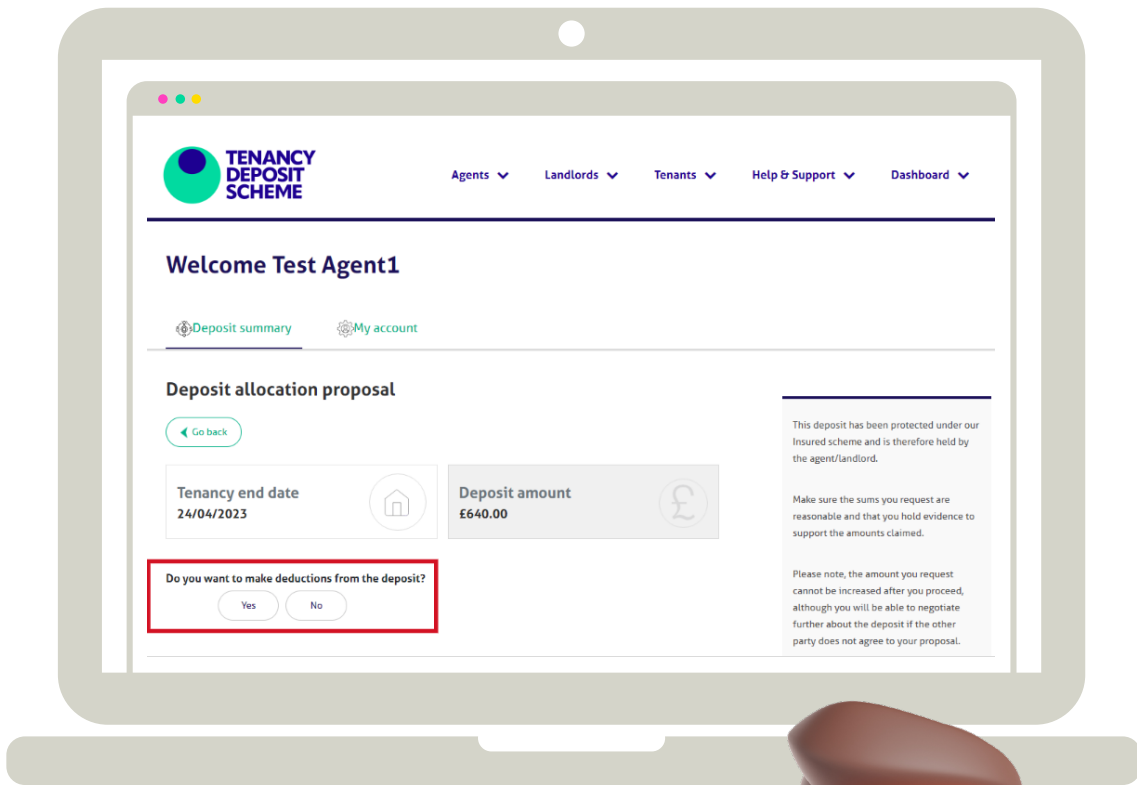 TENANCY
DEPOSIT
SCHEME
Agents
Landlords
Tenants
Help & Support
Dashboard
Welcome Test Agent1
Deposit summary
My account
Deposit allocation proposal
Go back
Tenancy end date
24/04/2023
Deposit amount
£640.00
£
Do you want to make deductions from the deposit?
Yes
No
This deposit has been protected under our
Insured scheme and is therefore held by
the agent/landlord.
Make sure the sums you request are
reasonable and that you hold evidence to
support the amounts claimed.
Please note, the amount you request
cannot be increased after you proceed,
although you will be able to negotiate
further about the deposit if the other
party does not agree to your proposal.